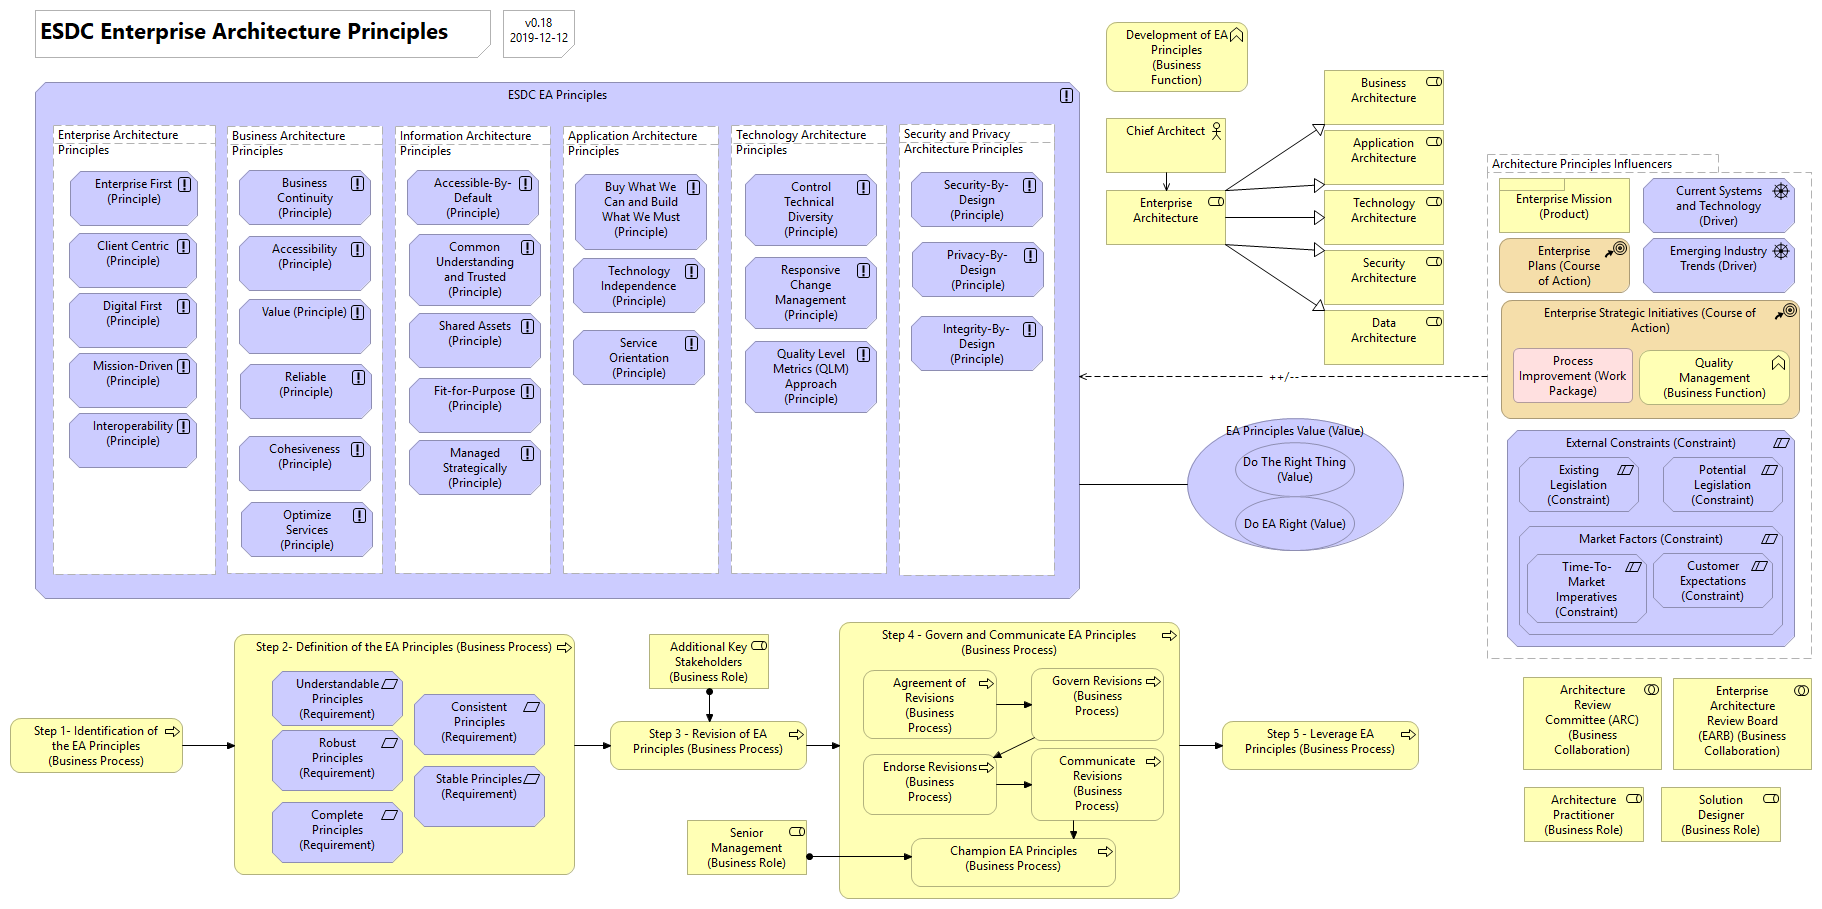 ESDC Enterprise Architecture Principles
v0.18
2019-12-12
ESDC EA Principles
Enterprise Architecture
Principles
Enterprise First
(Principle)
Client Centric
(Principle)
Digital First
(Principle)
Mission-Driven
(Principle)
Interoperability
(Principle)
Business Architecture
Principles
Business
Continuity
(Principle)
Accessibility
(Principle)
Value (Principle)
Reliable
(Principle)
Cohesiveness
(Principle)
Optimize
Services
(Principle)
Information Architecture
Principles
Accessible-By-
Default
(Principle)
Common
Understanding
and Trusted
(Principle)
Shared Assets
(Principle)
Fit-for-Purpose
(Principle)
Managed
Strategically
(Principle)
Application Architecture
Principles
Buy What We
Can and Build
What We Must
(Principle)
Technology
Independence
(Principle)
Service
Orientation
(Principle)
Technology Architecture
Principles
Control
Technical
Diversity
(Principle)
Responsive
Change
Management
(Principle)
Quality Level
Metrics (QLM)
Approach
(Principle)
Security and Privacy
Architecture Principles
Security-By-
Design
(Principle)
Privacy-By-
Design
(Principle)
Integrity-By-
Design
(Principle)
Development of EA
Principles
(Business
Function)
Chief Architect
Enterprise
Architecture
Business
Architecture
Application
Architecture
Technology
Architecture
Security
Architecture
Data
Architecture
++/--
EA Principles Value (Value)
Do The Right Thing
(Value)
Do EA Right (Value)
Architecture Principles Influencers
Enterprise Mission
(Product)
Current Systems
and Technology
(Driver)
Enterprise
Plans (Course
of Action)
Emerging Industry
Trends (Driver)
Enterprise Strategic Initiatives (Course of
Action)
Process
Improvement (Work
Package)
Quality
Management
(Business Function)
External Constraints (Constraint)
Existing
Legislation
(Constraint)
Potential
Legislation
(Constraint)
Market Factors (Constraint)
Time-To-
Market
Imperatives
(Constraint)
Customer
Expectations
(Constraint)
Step 1- Identification of
the EA Principles
(Business Process)
Step 2- Definition of the EA Principles (Business Process)
Understandable
Principles
(Requirement)
Robust
Principles
(Requirement)
Complete
Principles
(Requirement)
Consistent
Principles
(Requirement)
Stable Principles
(Requirement)
Additional Key
Stakeholders
(Business Role)
Step 3 - Revision of EA
Principles (Business Process)
Senior
Management
(Business Role)
Step 4 - Govern and Communicate EA Principles
(Business Process)
Agreement of
Revisions
(Business
Process)
Govern Revisions
(Business
Process)
Endorse Revisions
(Business
Process)
Communicate
Revisions
(Business
Process)
Champion EA Principles
(Business Process)
Step 5 - Leverage EA
Principles (Business Process)
Architecture
Review
Committee (ARC)
(Business
Collaboration)
Enterprise
Architecture
Review Board
(EARB) (Business
Collaboration)
Architecture
Practitioner
(Business Role)
Solution
Designer
(Business Role)